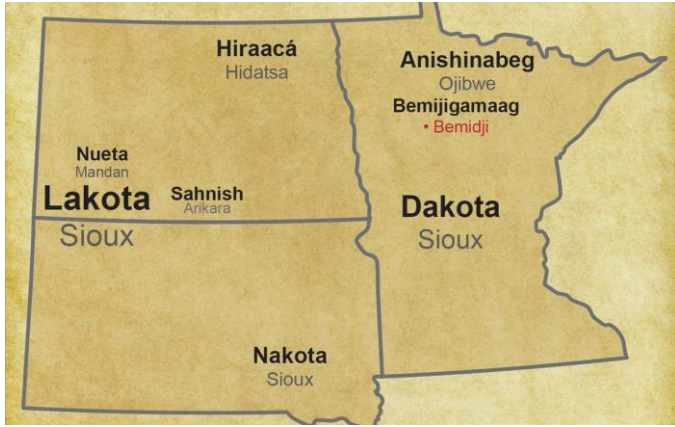 Hiraacá
Hidatsa
Anishinabeg
Ojibwe
Bemijigamaag
• Bemidji
Nueta
Mandan
Lakota
Sioux
Sahnish
Arikara
Dakota
Sioux
Nakota
Sioux